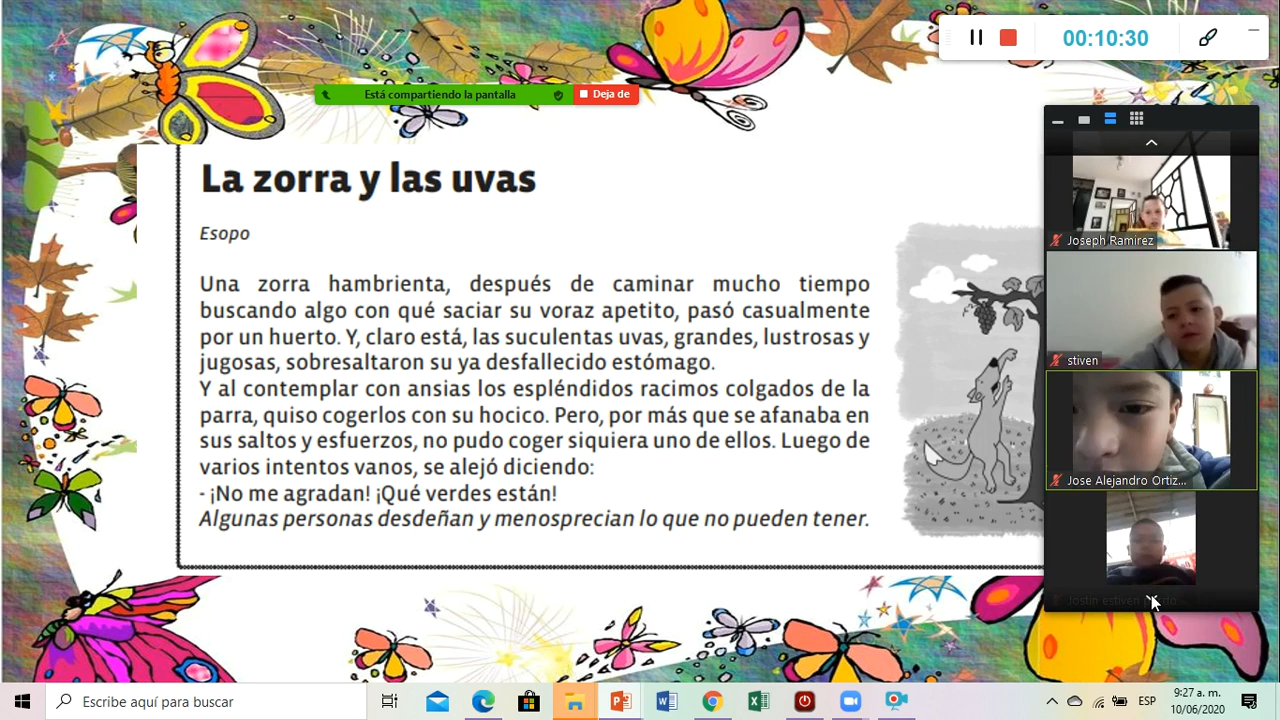 00:10:30
Está compartiendo la pantalla
Deja de
La zorra y las uvas
Esopo
Una zorra hambrienta, después de caminar mucho tiempo
buscando algo con qué saciar su voraz apetito, pasó casualmente
por un huerto. Y, claro está, las suculentas uvas, grandes, lustrosas y
jugosas, sobresaltaron su ya desfallecido estómago.
Y al contemplar con ansias los espléndidos racimos colgados de la
parra, quiso cogerlos con su hocico. Pero, por más que se afanaba en
sus saltos y esfuerzos, no pudo coger siquiera uno de ellos. Luego de
varios intentos vanos, se alejó diciendo:
- ¡No me agradan! ¡Qué verdes están!
Algunas personas desdeñan y menosprecian lo que no pueden tener.
Joseph Ramirez
stiven
Jose Alejandro Ortiz...
Jostin estiven
Escribe aquí para buscar
ESP
9:27 a. m.
10/06/2020